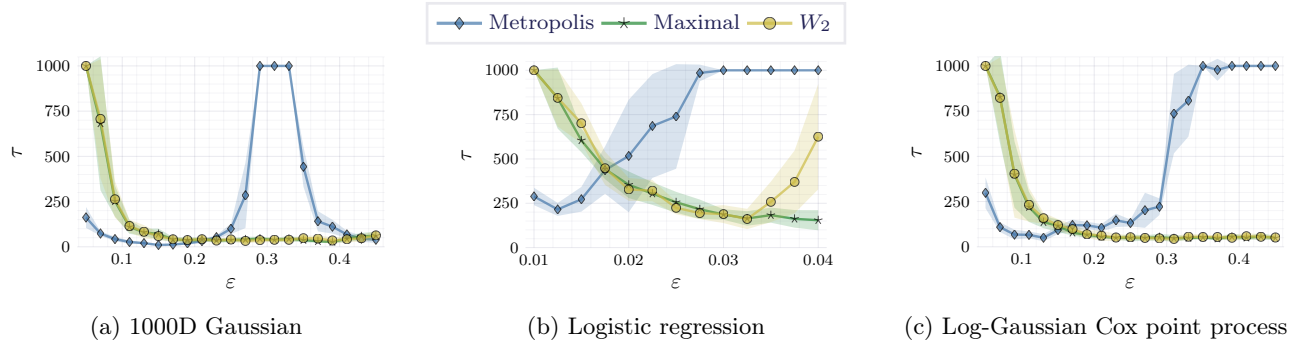 Metropolis Maximal W₂
1000
750
500
250
0
τ
0.1 0.2 0.3 0.4
ε
(a) 1000D Gaussian
1000
750
500
250
0
τ
0.01 0.02 0.03 0.04
ε
(b) Logistic regression
1000
750
500
250
0
τ
0.1 0.2 0.3 0.4
ε
(c) Log-Gaussian Cox point process